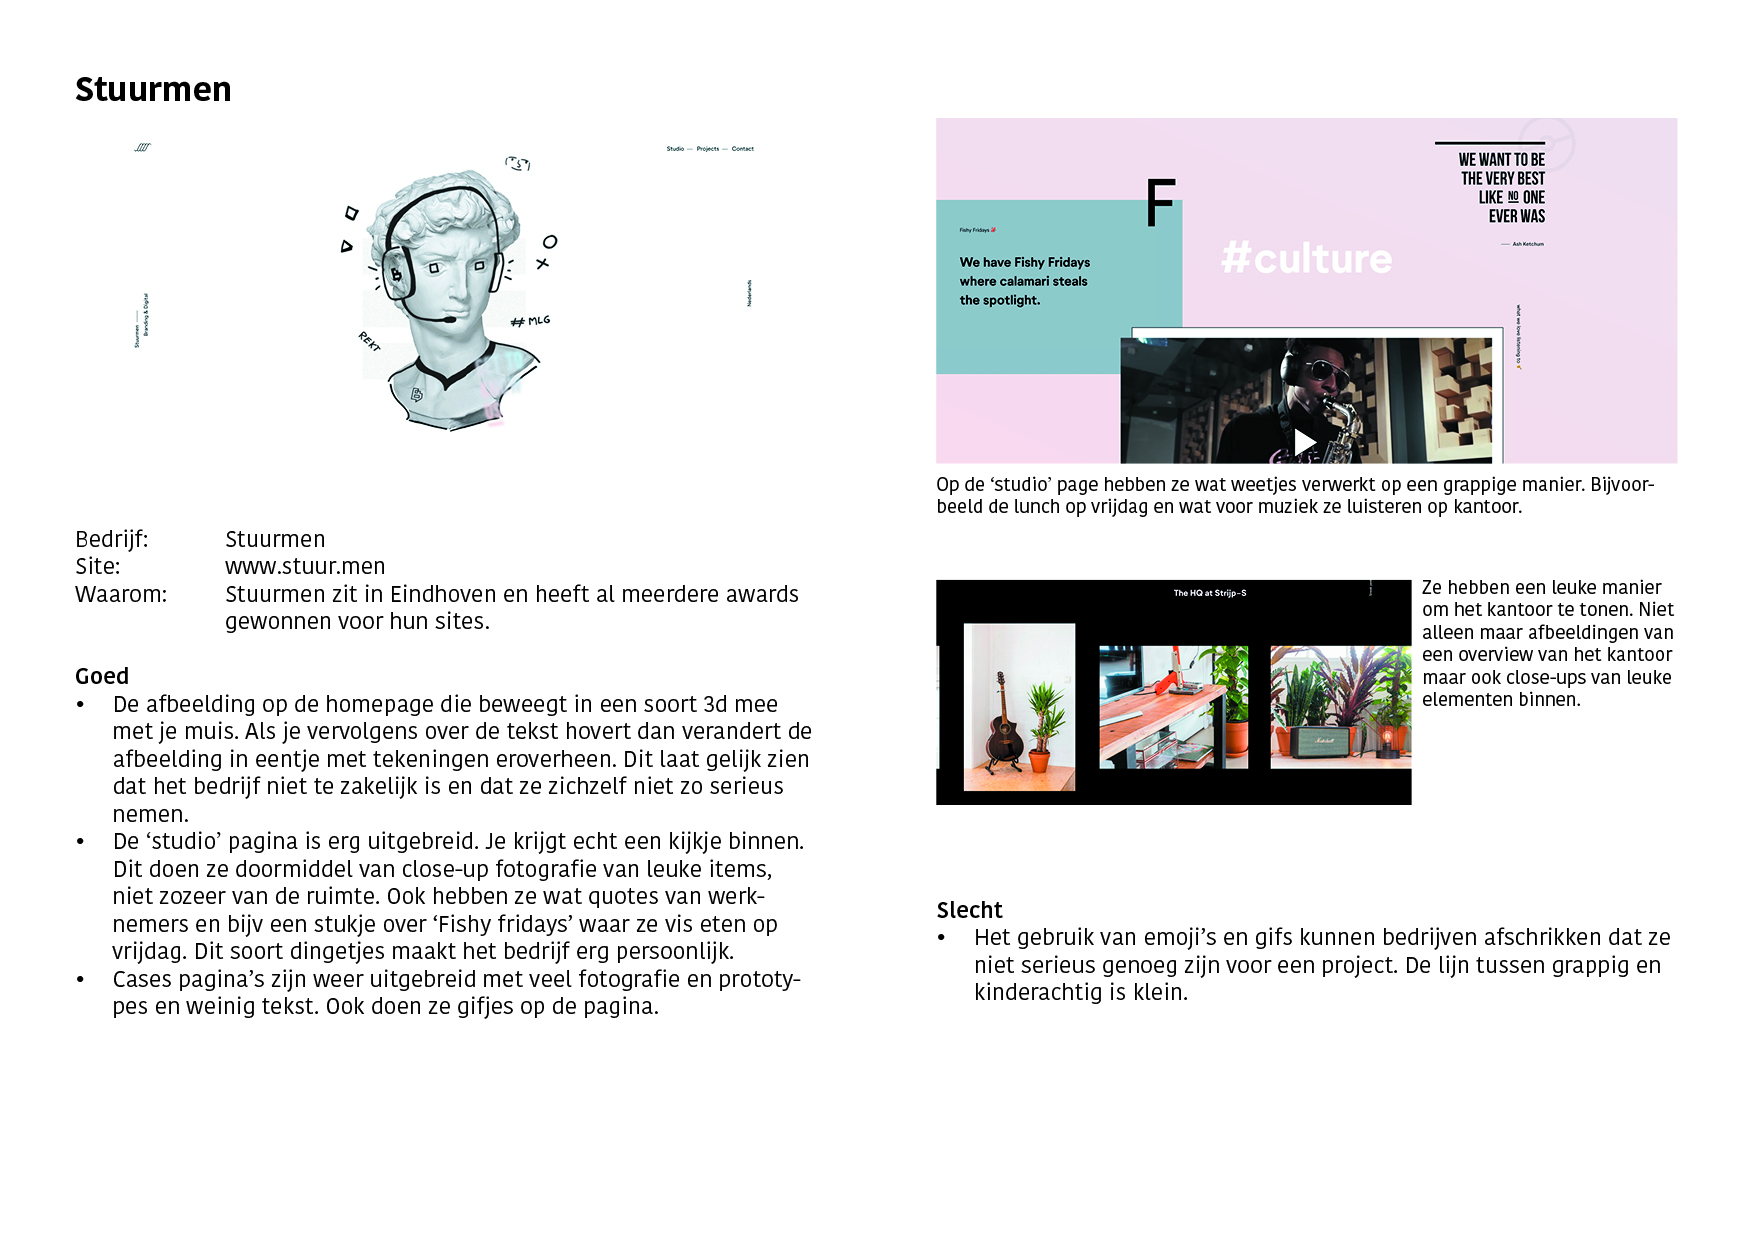 Stuurmen
Studio — Projects — Contact
# MLG
REKT
B
Stuurmen —
Branding & Digital
Nederlands
Bedrijf: Stuurmen
Site: www.stuur.men
Waarom: Stuurmen zit in Eindhoven en heeft al meerdere awards
gewonnen voor hun sites.
Goed
• De afbeelding op de homepage die beweegt in een soort 3d mee
met je muis. Als je vervolgens over de tekst hovert dan verandert de
afbeelding in eentje met tekeningen eroverheen. Dit laat gelijk zien
dat het bedrijf niet te zakelijk is en dat ze zichzelf niet zo serieus
nemen.
• De ‘studio’ pagina is erg uitgebreid. Je krijgt echt een kijkje binnen.
Dit doen ze doormiddel van close-up fotografie van leuke items,
niet zozeer van de ruimte. Ook hebben ze wat quotes van werk-
nemers en bijv een stukje over ‘Fishy fridays’ waar ze vis eten op
vrijdag. Dit soort dingetjes maakt het bedrijf erg persoonlijk.
• Cases pagina’s zijn weer uitgebreid met veel fotografie en prototy-
pes en weinig tekst. Ook doen ze gifjes op de pagina.
WE WANT TO BE
THE VERY BEST
LIKE NO ONE
EVER WAS
— Ash Ketchum
F
Fishy Fridays
We have Fishy Fridays
where calamari steals
the spotlight.
#culture
what we love listening to
Op de ‘studio’ page hebben ze wat weetjes verwerkt op een grappige manier. Bijvoor-
beeld de lunch op vrijdag en wat voor muziek ze luisteren op kantoor.
The HQ at Strijp-S
Marshall
Ze hebben een leuke manier
om het kantoor te tonen. Niet
alleen maar afbeeldingen van
een overview van het kantoor
maar ook close-ups van leuke
elementen binnen.
Slecht
• Het gebruik van emoji’s en gifs kunnen bedrijven afschrikken dat ze
niet serieus genoeg zijn voor een project. De lijn tussen grappig en
kinderachtig is klein.